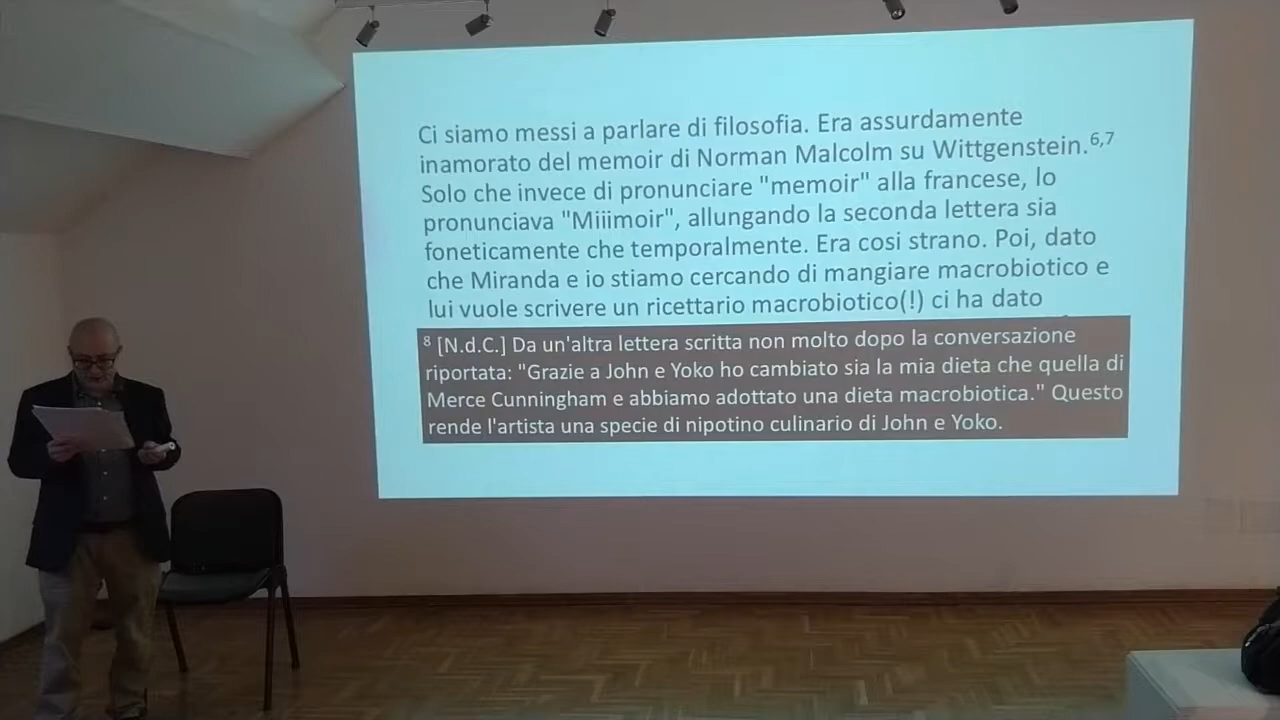 Ci siamo messi a parlare di filosofia. Era assurdamente
inamorato del memoir di Norman Malcolm su Wittgenstein.6,7
Solo che invece di pronunciare "memoir" alla francese, lo
pronunciava "Miiimoir", allungando la seconda lettera sia
foneticamente che temporalmente. Era cosi strano. Poi, dato
che Miranda e io stiamo cercando di mangiare macrobiotico e
lui vuole scrivere un ricettario macrobiotico(!) ci ha dato
8 [N.d.C.] Da un'altra lettera scritta non molto dopo la conversazione
riportata: "Grazie a John e Yoko ho cambiato sia la mia dieta che quella di
Merce Cunningham e abbiamo adottato una dieta macrobiotica." Questo
rende l'artista una specie di nipotino culinario di John e Yoko.